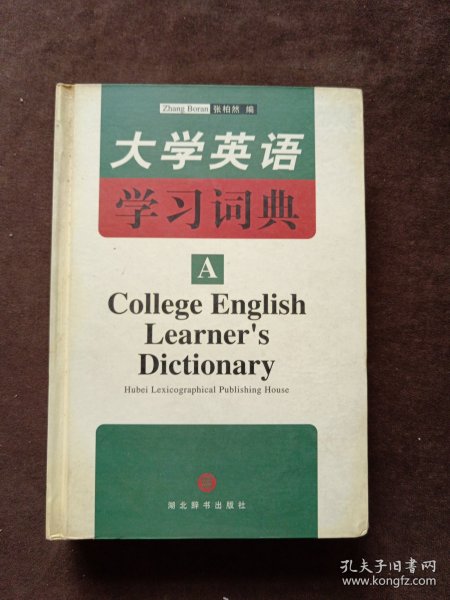 Zhang Boran 张柏然 编
大学英语
学习词典
A
College English
Learner's
Dictionary
Hubei Lexicographical Publishing House
湖北辞书出版社
孔夫子旧书网
www.kongfz.com